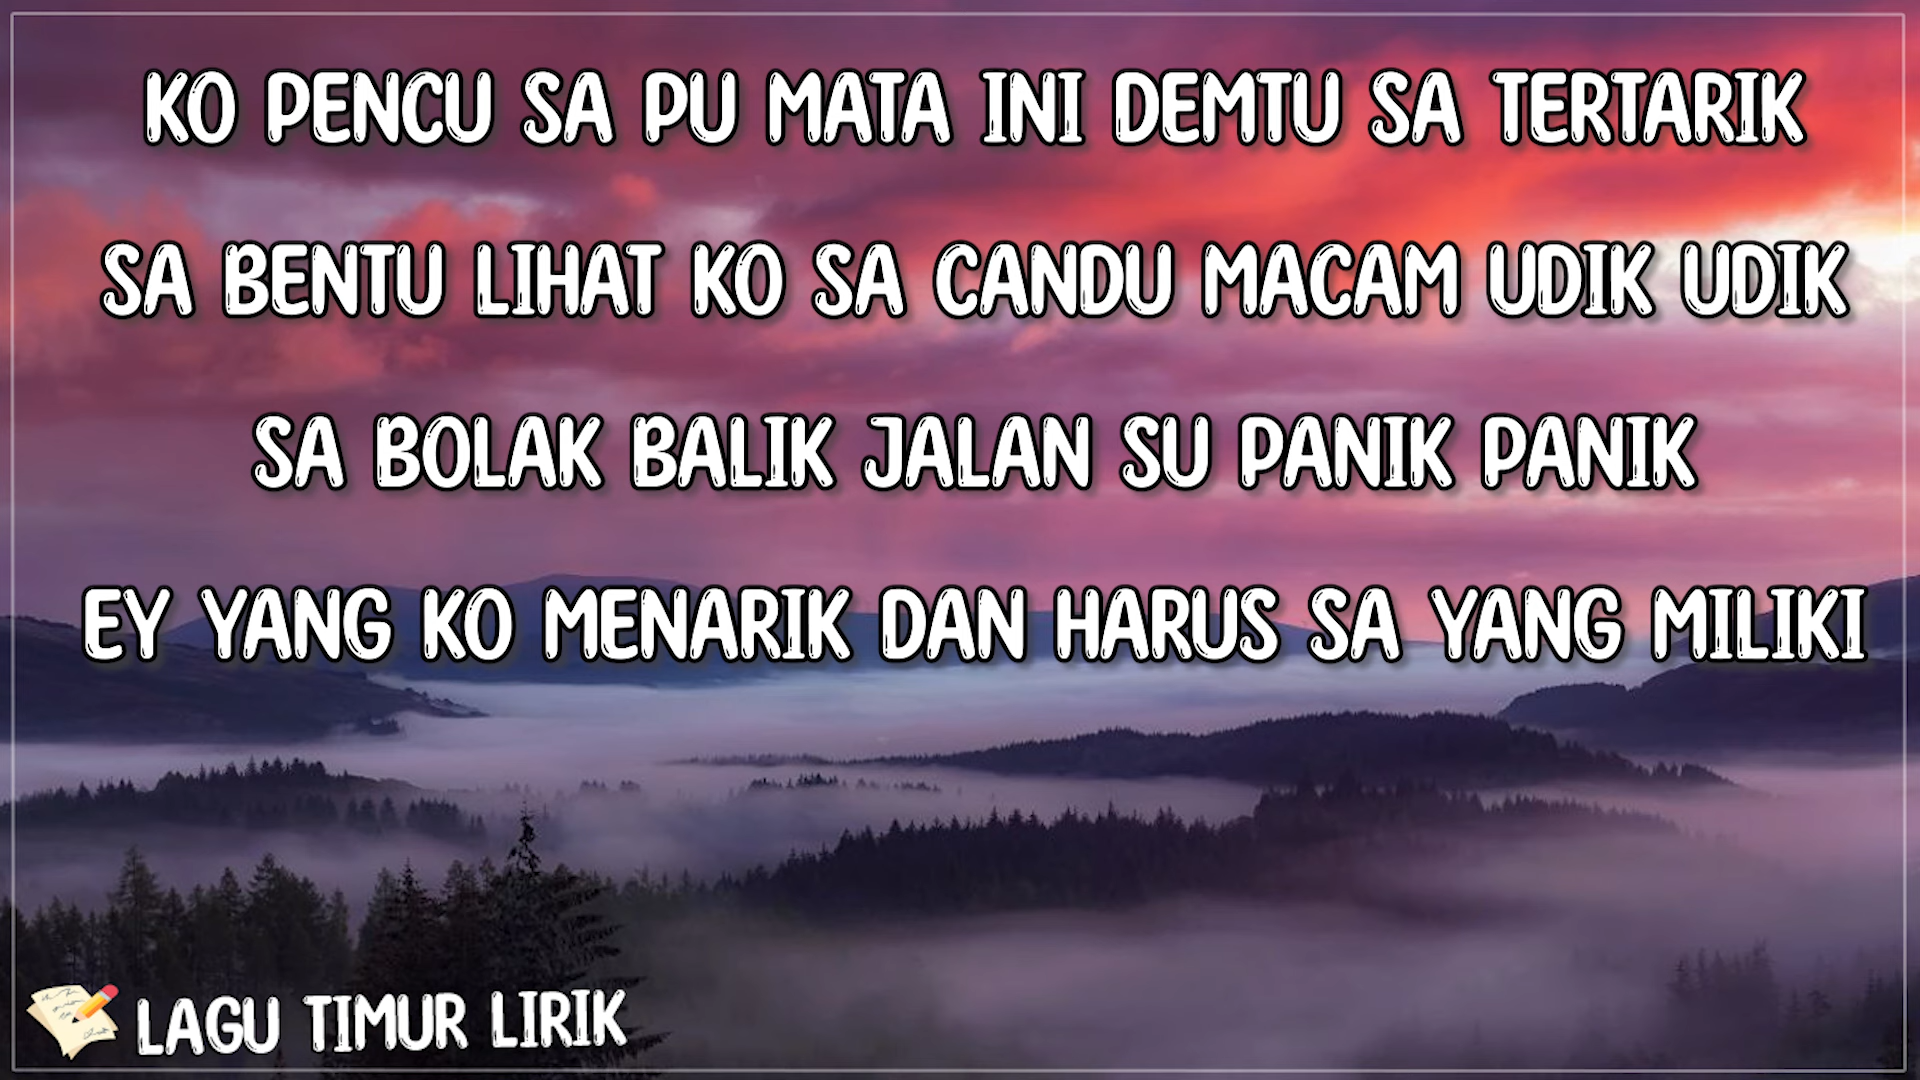 KO PENCU SA PU MATA INI DEMTU SA TERTARIK
SA BENTU LIHAT KO SA CANDU MACAM UDIK UDIK
SA BOLAK BALIK JALAN SU PANIK PANIK
EY YANG KO MENARIK DAN HARUS SA YANG MILIKI
LAGU TIMUR LIRIK